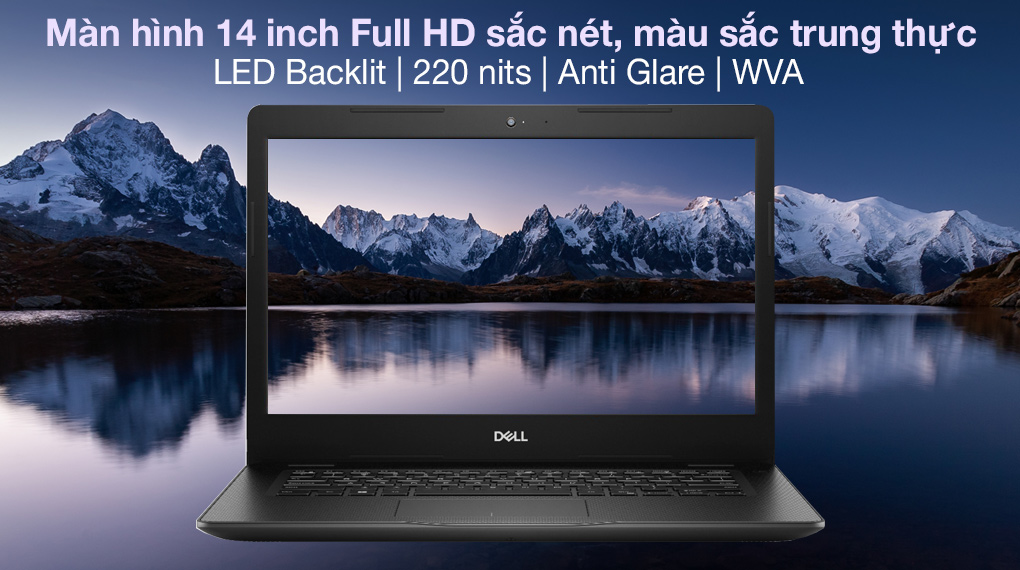 Màn hình 14 inch Full HD sắc nét, màu sắc trung thực
LED Backlit | 220 nits | Anti Glare | WVA
DELL